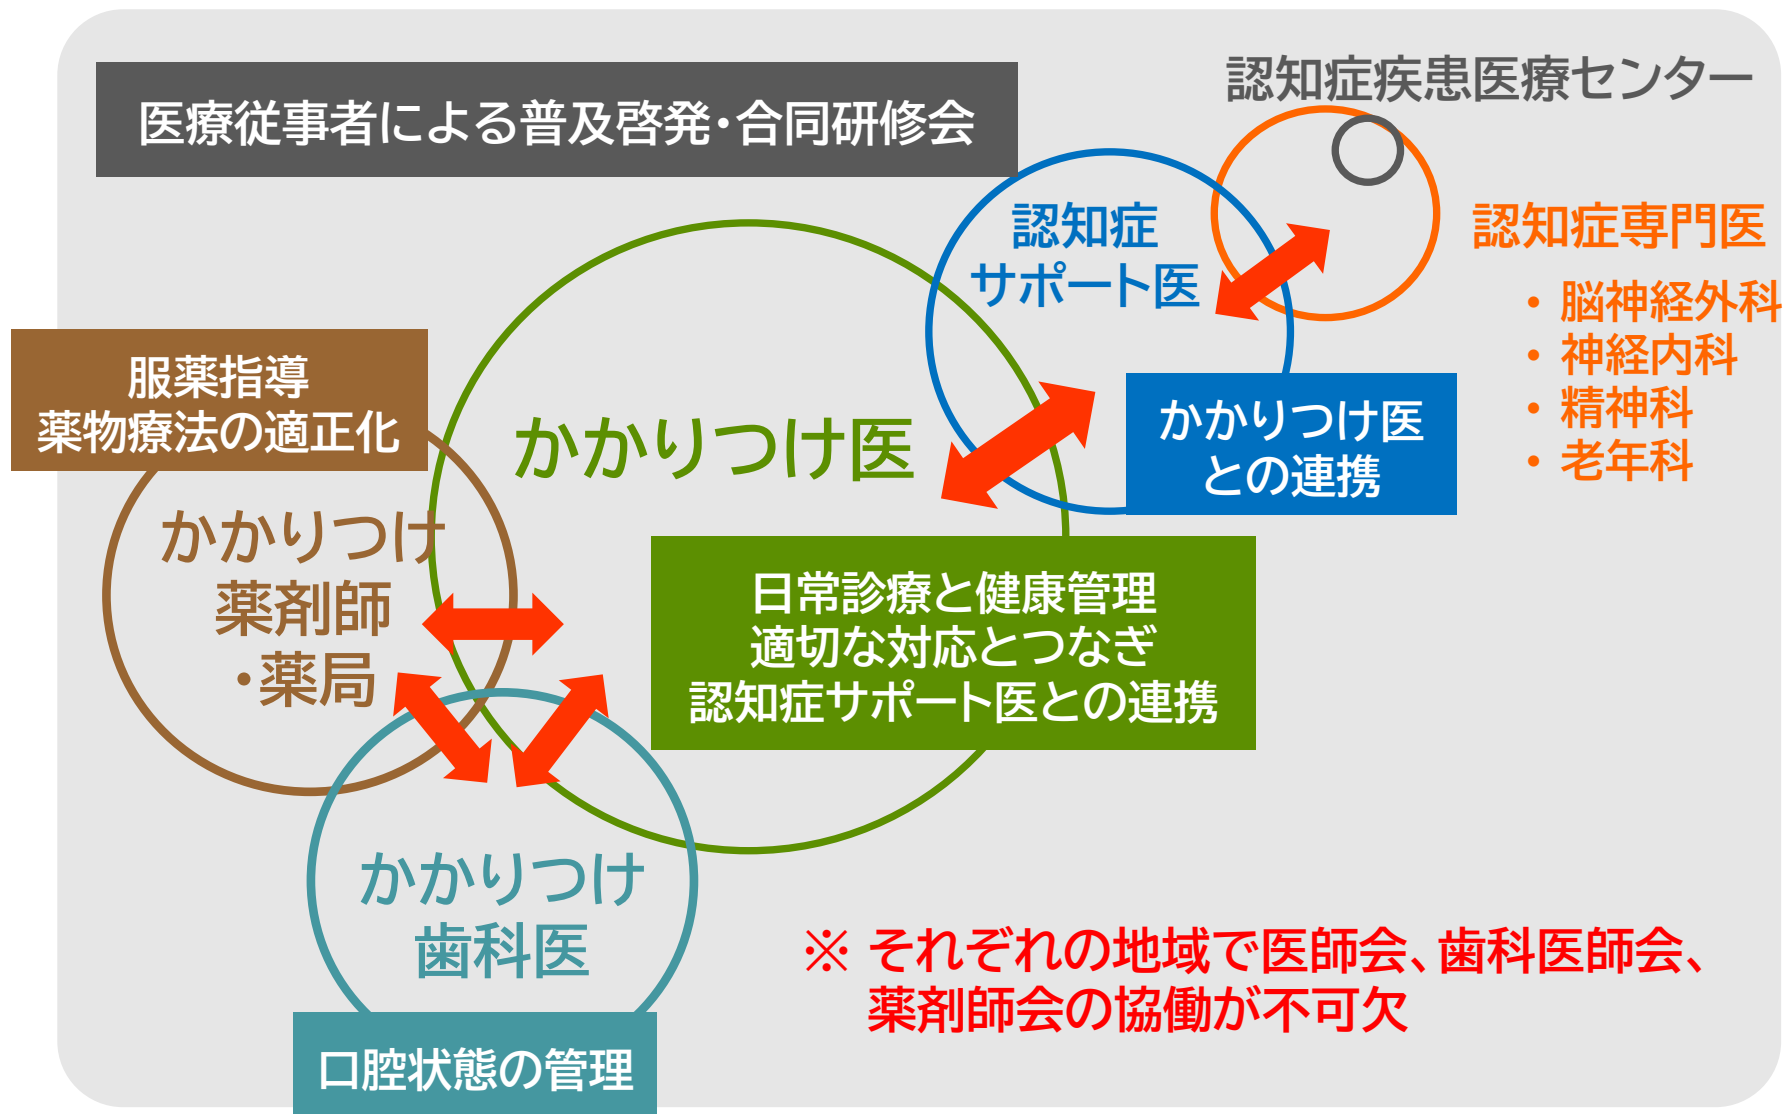 医療従事者による普及啓発・合同研修会
認知症疾患医療センター
認知症
サポート医
認知症専門医
・脳神経外科
・神経内科
・精神科
・老年科
服薬指導
薬物療法の適正化
かかりつけ医
かかりつけ医
との連携
かかりつけ
薬剤師
・薬局
日常診療と健康管理
適切な対応とつなぎ
認知症サポート医との連携
かかりつけ
歯科医
口腔状態の管理
※ それぞれの地域で医師会、歯科医師会、
薬剤師会の協働が不可欠